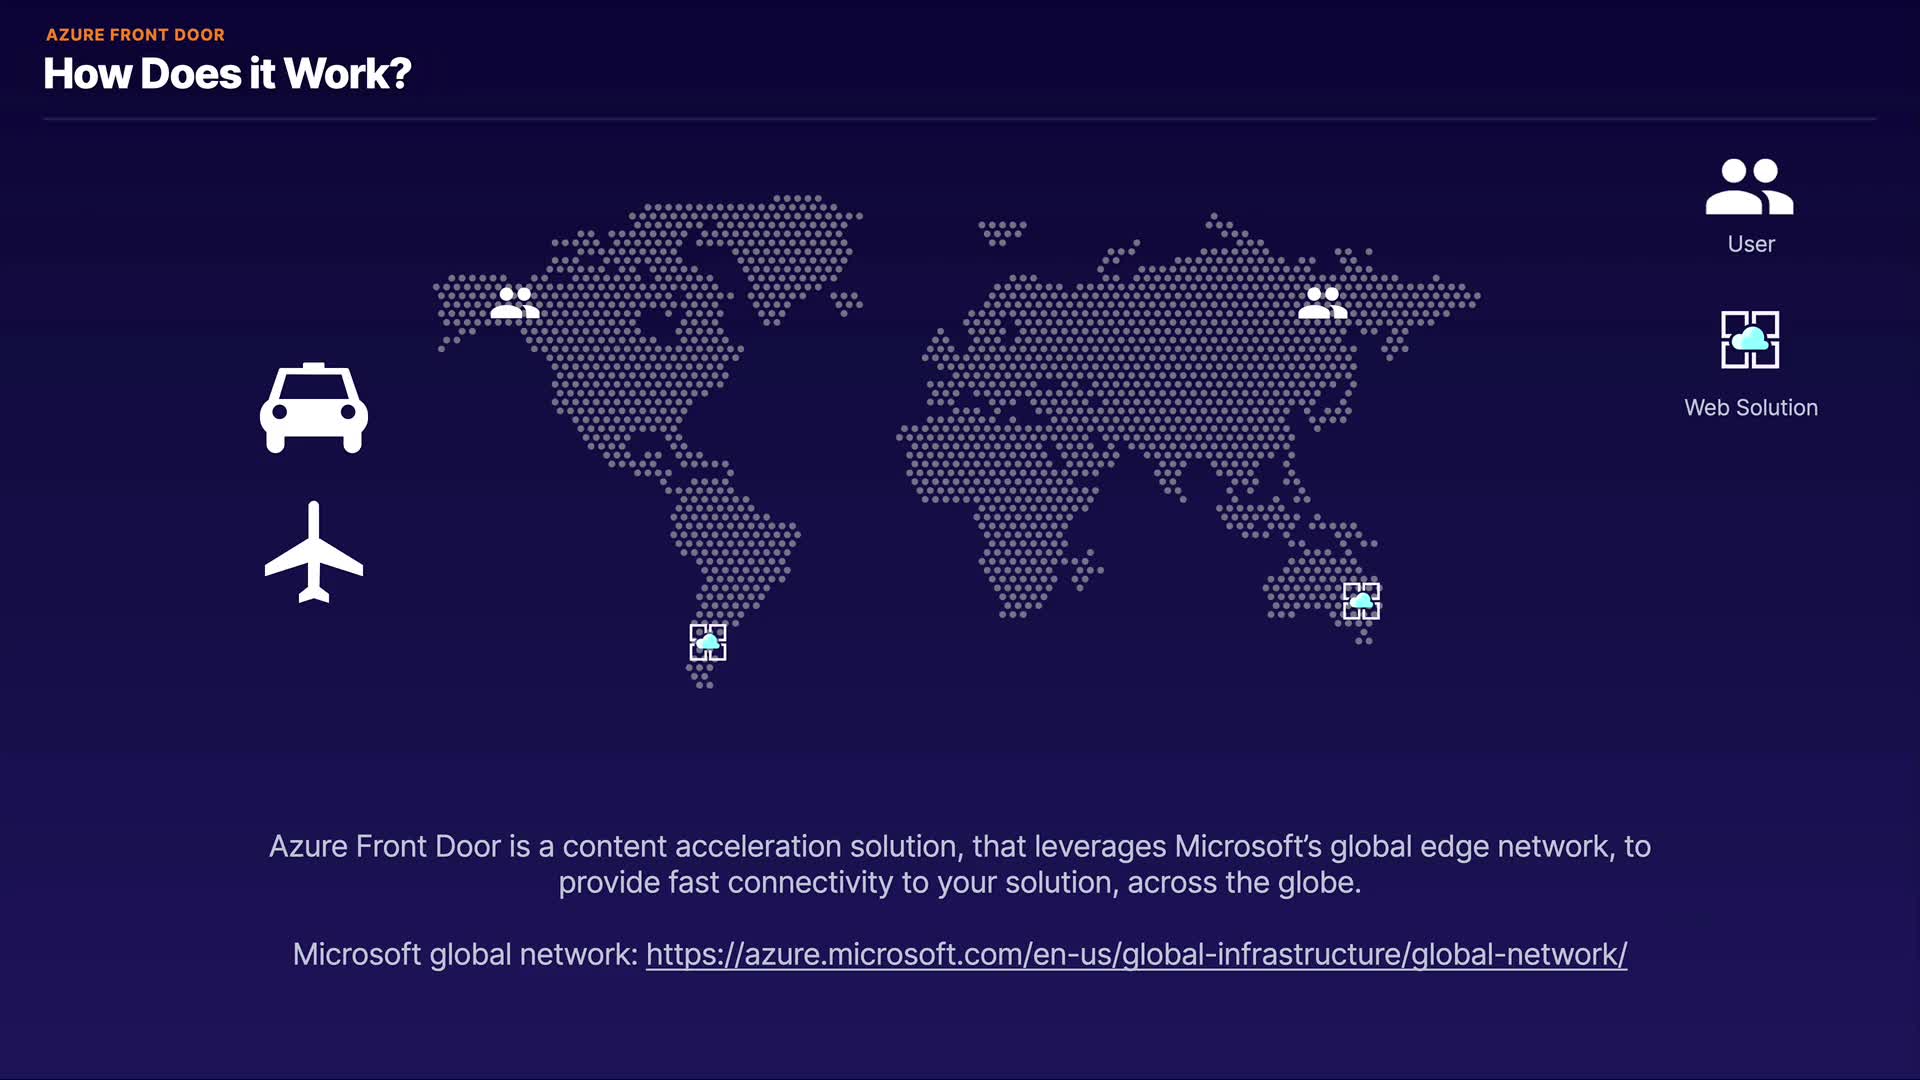 AZURE FRONT DOOR
How Does it Work?
User
Web Solution
Azure Front Door is a content acceleration solution, that leverages Microsoft’s global edge network, to
provide fast connectivity to your solution, across the globe.
Microsoft global network: https://azure.microsoft.com/en-us/global-infrastructure/global-network/